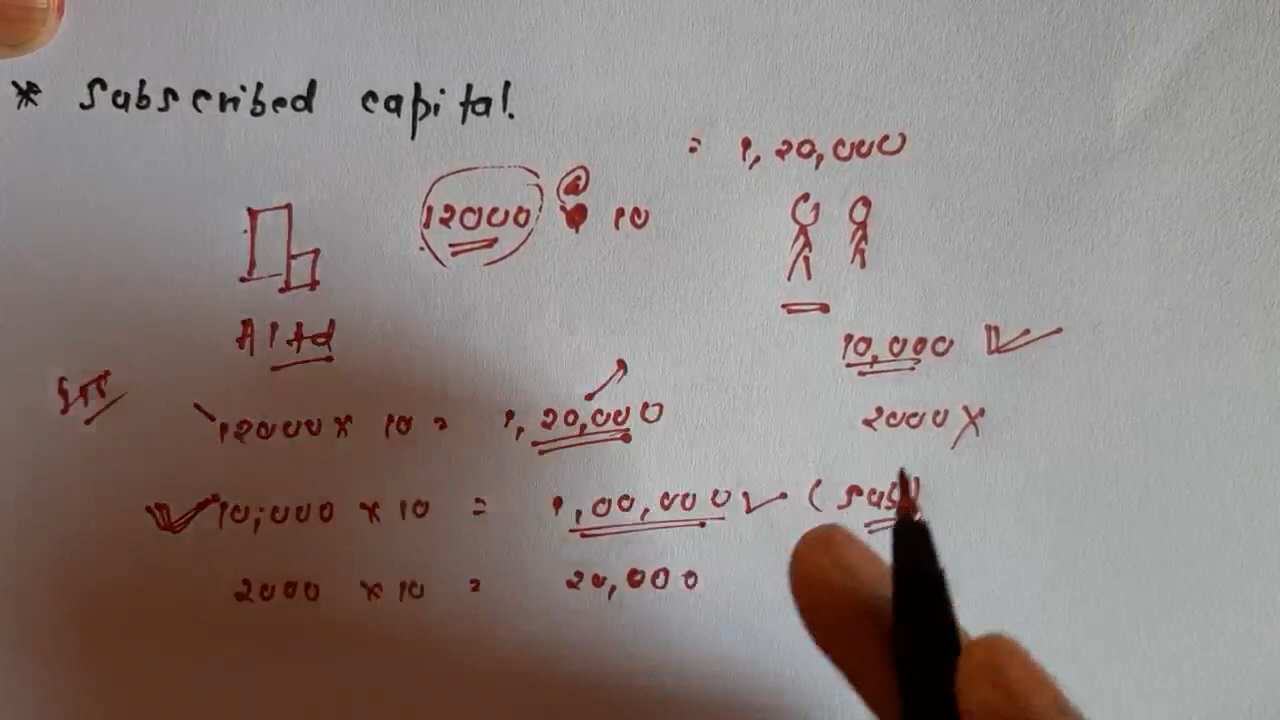 * Subscribed capital.
= 1,20,000
12000 @ 10
A Ltd
10,000
12000 x 10 = 1,20,000
2000 x
10,000 x 10 = 1,00,000 (sub)
2000 x 10 = 20,000